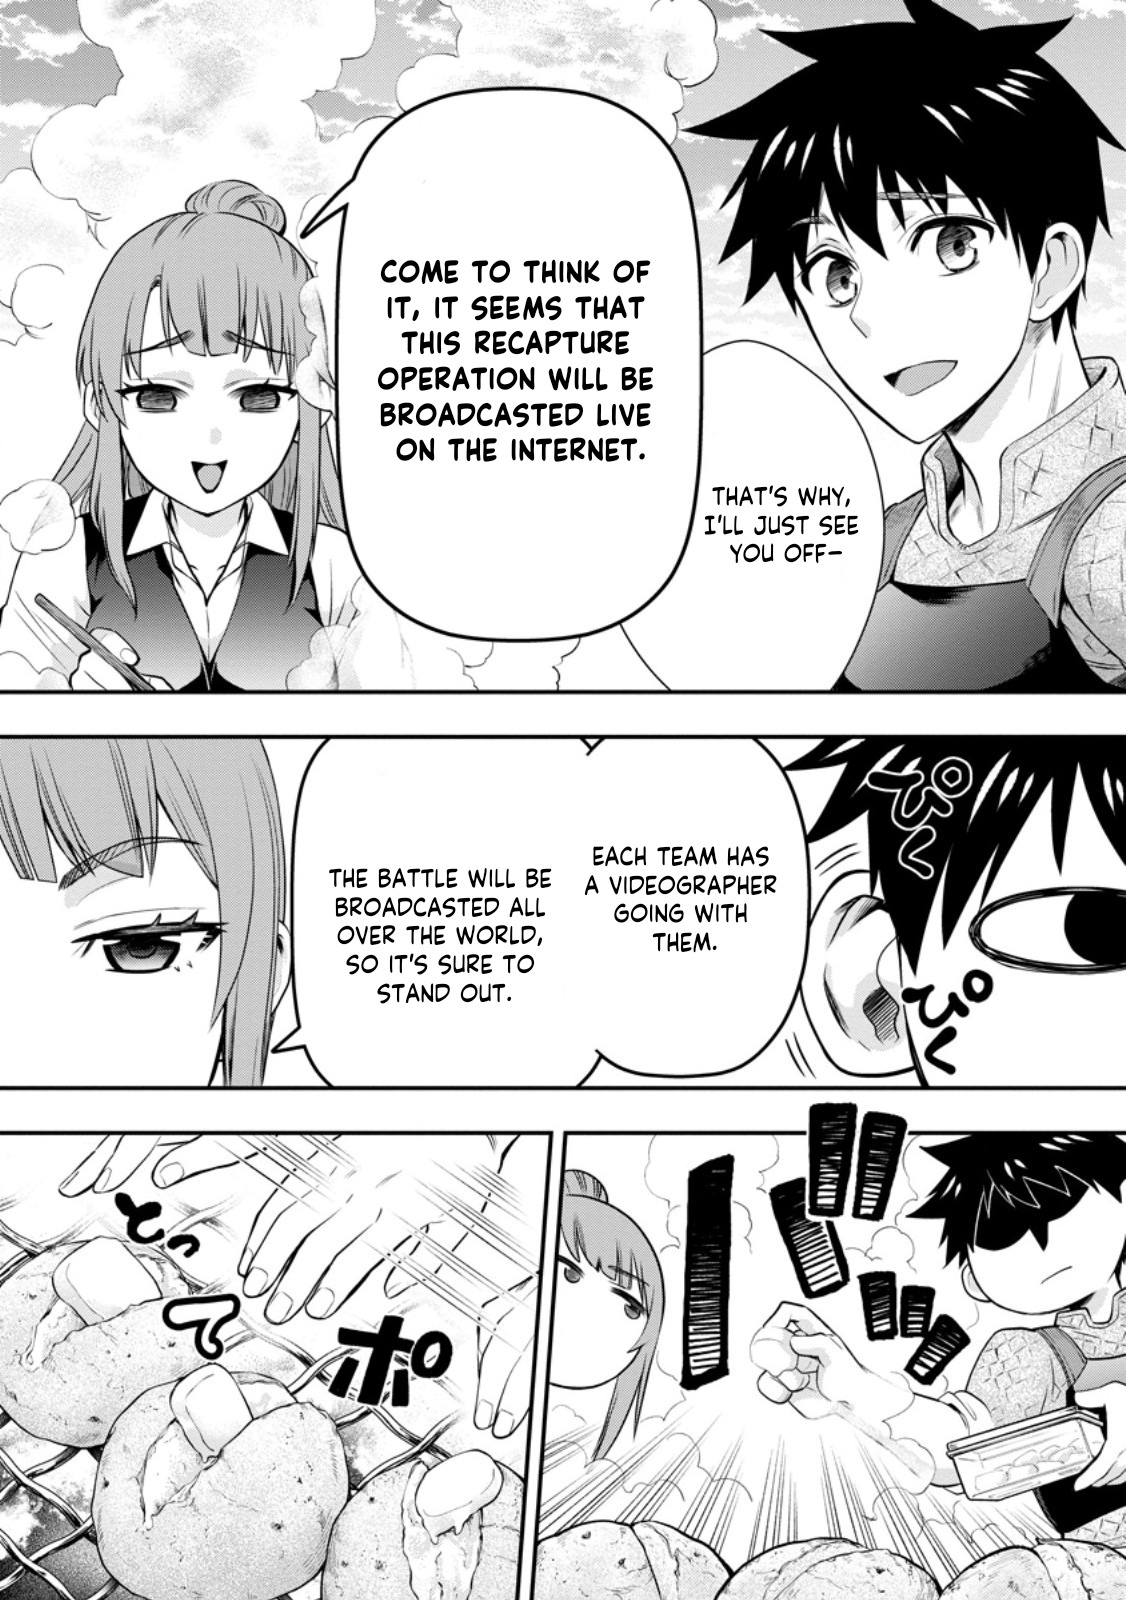 THAT'S WHY,
I'LL JUST SEE
YOU OFF-
COME TO THINK OF
IT, IT SEEMS THAT
THIS RECAPTURE
OPERATION WILL BE
BROADCASTED LIVE
ON THE INTERNET.
ぴく
ぴく
EACH TEAM HAS
A VIDEOGRAPHER
GOING WITH
THEM.
THE BATTLE WILL BE
BROADCASTED ALL
OVER THE WORLD,
SO IT'S SURE TO
STAND OUT.
ポ
てっ